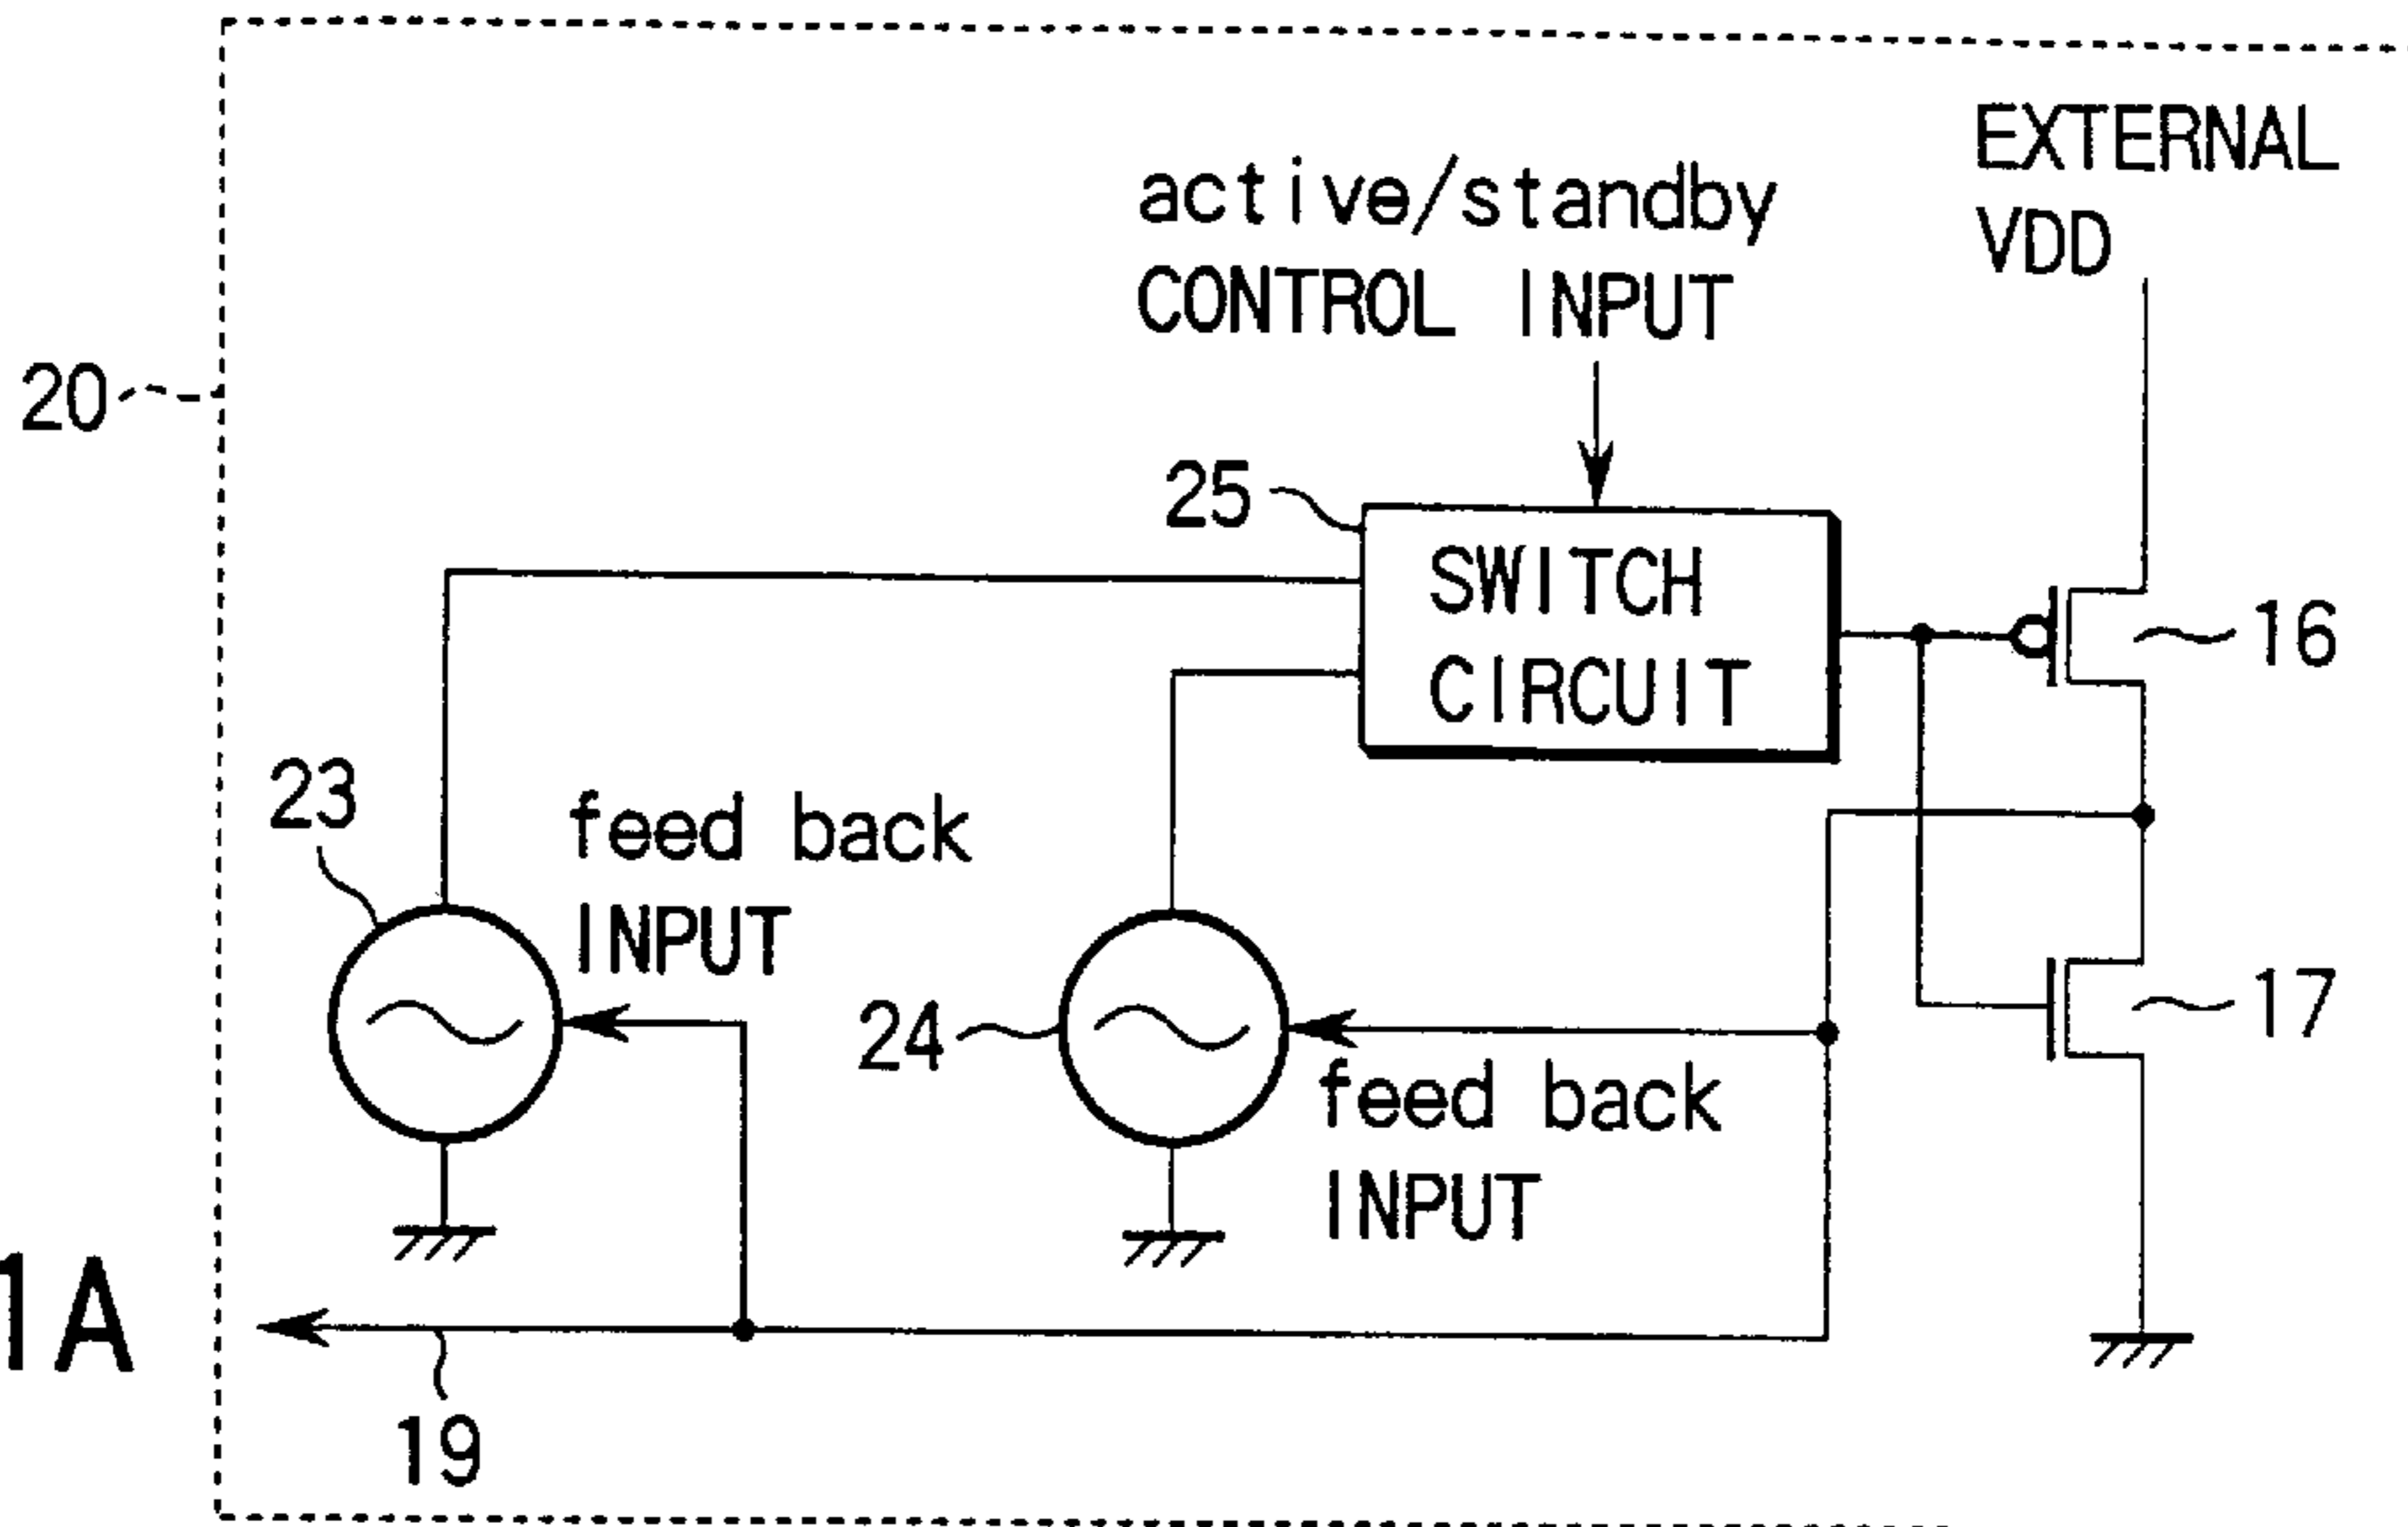 EXTERNAL
VDD
active/standby
CONTROL INPUT
20
25
SWITCH
CIRCUIT
16
23
feed back
INPUT
24
feed back
INPUT
17
1A
19